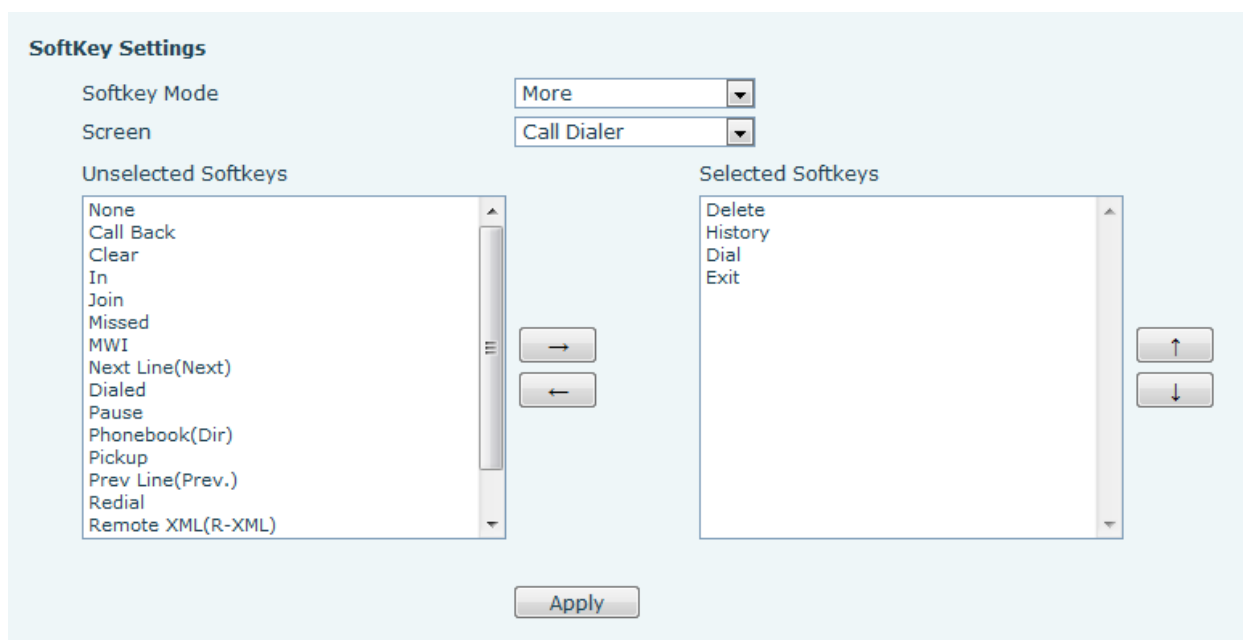 SoftKey Settings
Softkey Mode More
Screen Call Dialer
Unselected Softkeys
None
Call Back
Clear
In
Join
Missed
MWI
Next Line(Next)
Dialed
Pause
Phonebook(Dir)
Pickup
Prev Line(Prev.)
Redial
Remote XML(R-XML)
→
←
Selected Softkeys
Delete
History
Dial
Exit
↑
↓
Apply